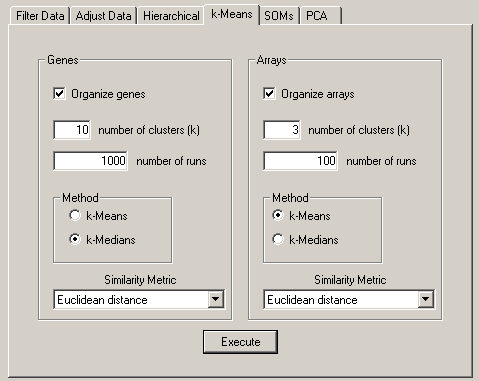 Filter Data Adjust Data Hierarchical k-Means SOMs PCA
Genes
Organize genes
10 number of clusters (k)
1000 number of runs
Method
k-Means
k-Medians
Similarity Metric
Euclidean distance
Arrays
Organize arrays
3 number of clusters (k)
100 number of runs
Method
k-Means
k-Medians
Similarity Metric
Euclidean distance
Execute